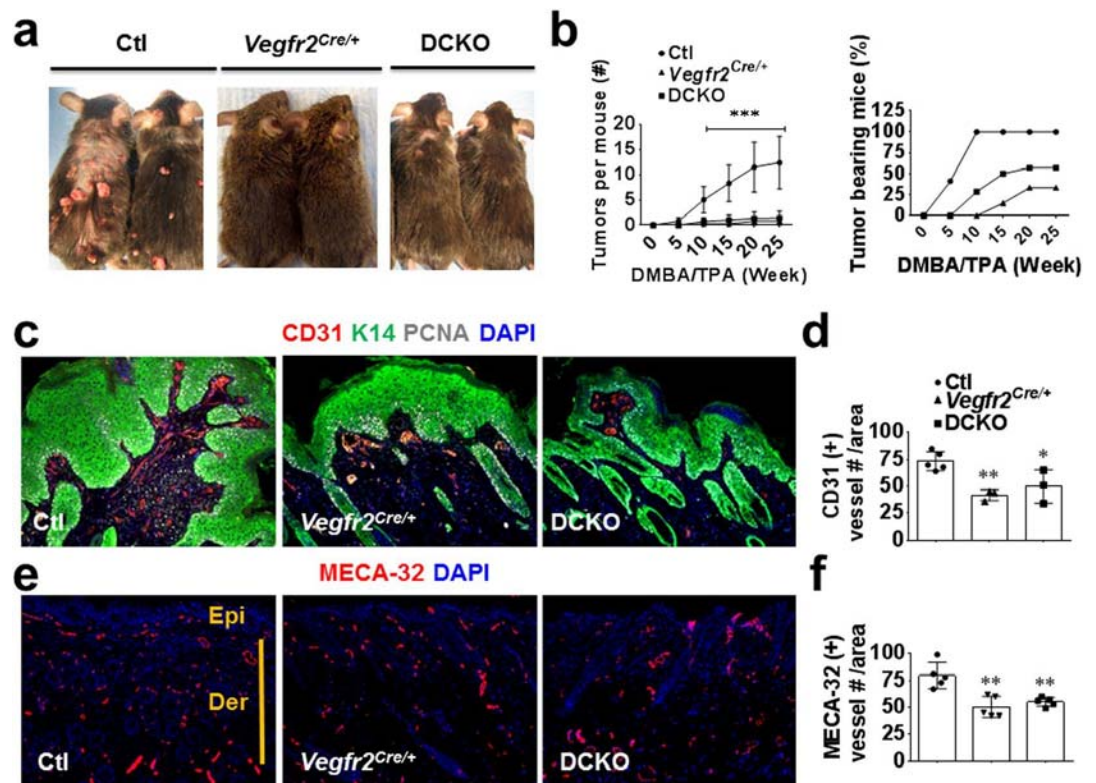 a
Ctl Vegfr2Cre/+ DCKO
b
Ctl
Vegfr2Cre/+
DCKO
Tumors per mouse (#)
20
15
10
5
0
***
0 5 10 15 20 25
DMBA/TPA (Week)
Tumor bearing mice (%)
125
100
75
50
25
0
0 5 10 15 20 25
DMBA/TPA (Week)
c
CD31 K14 PCNA DAPI
Ctl Vegfr2Cre/+ DCKO
d
Ctl
Vegfr2Cre/+
DCKO
CD31 (+)
vessel # /area
100
75
50
25
0
** *
e
MECA-32 DAPI
Epi
Der
Ctl Vegfr2Cre/+ DCKO
f
MECA-32 (+)
vessel # /area
100
75
50
25
0
** **